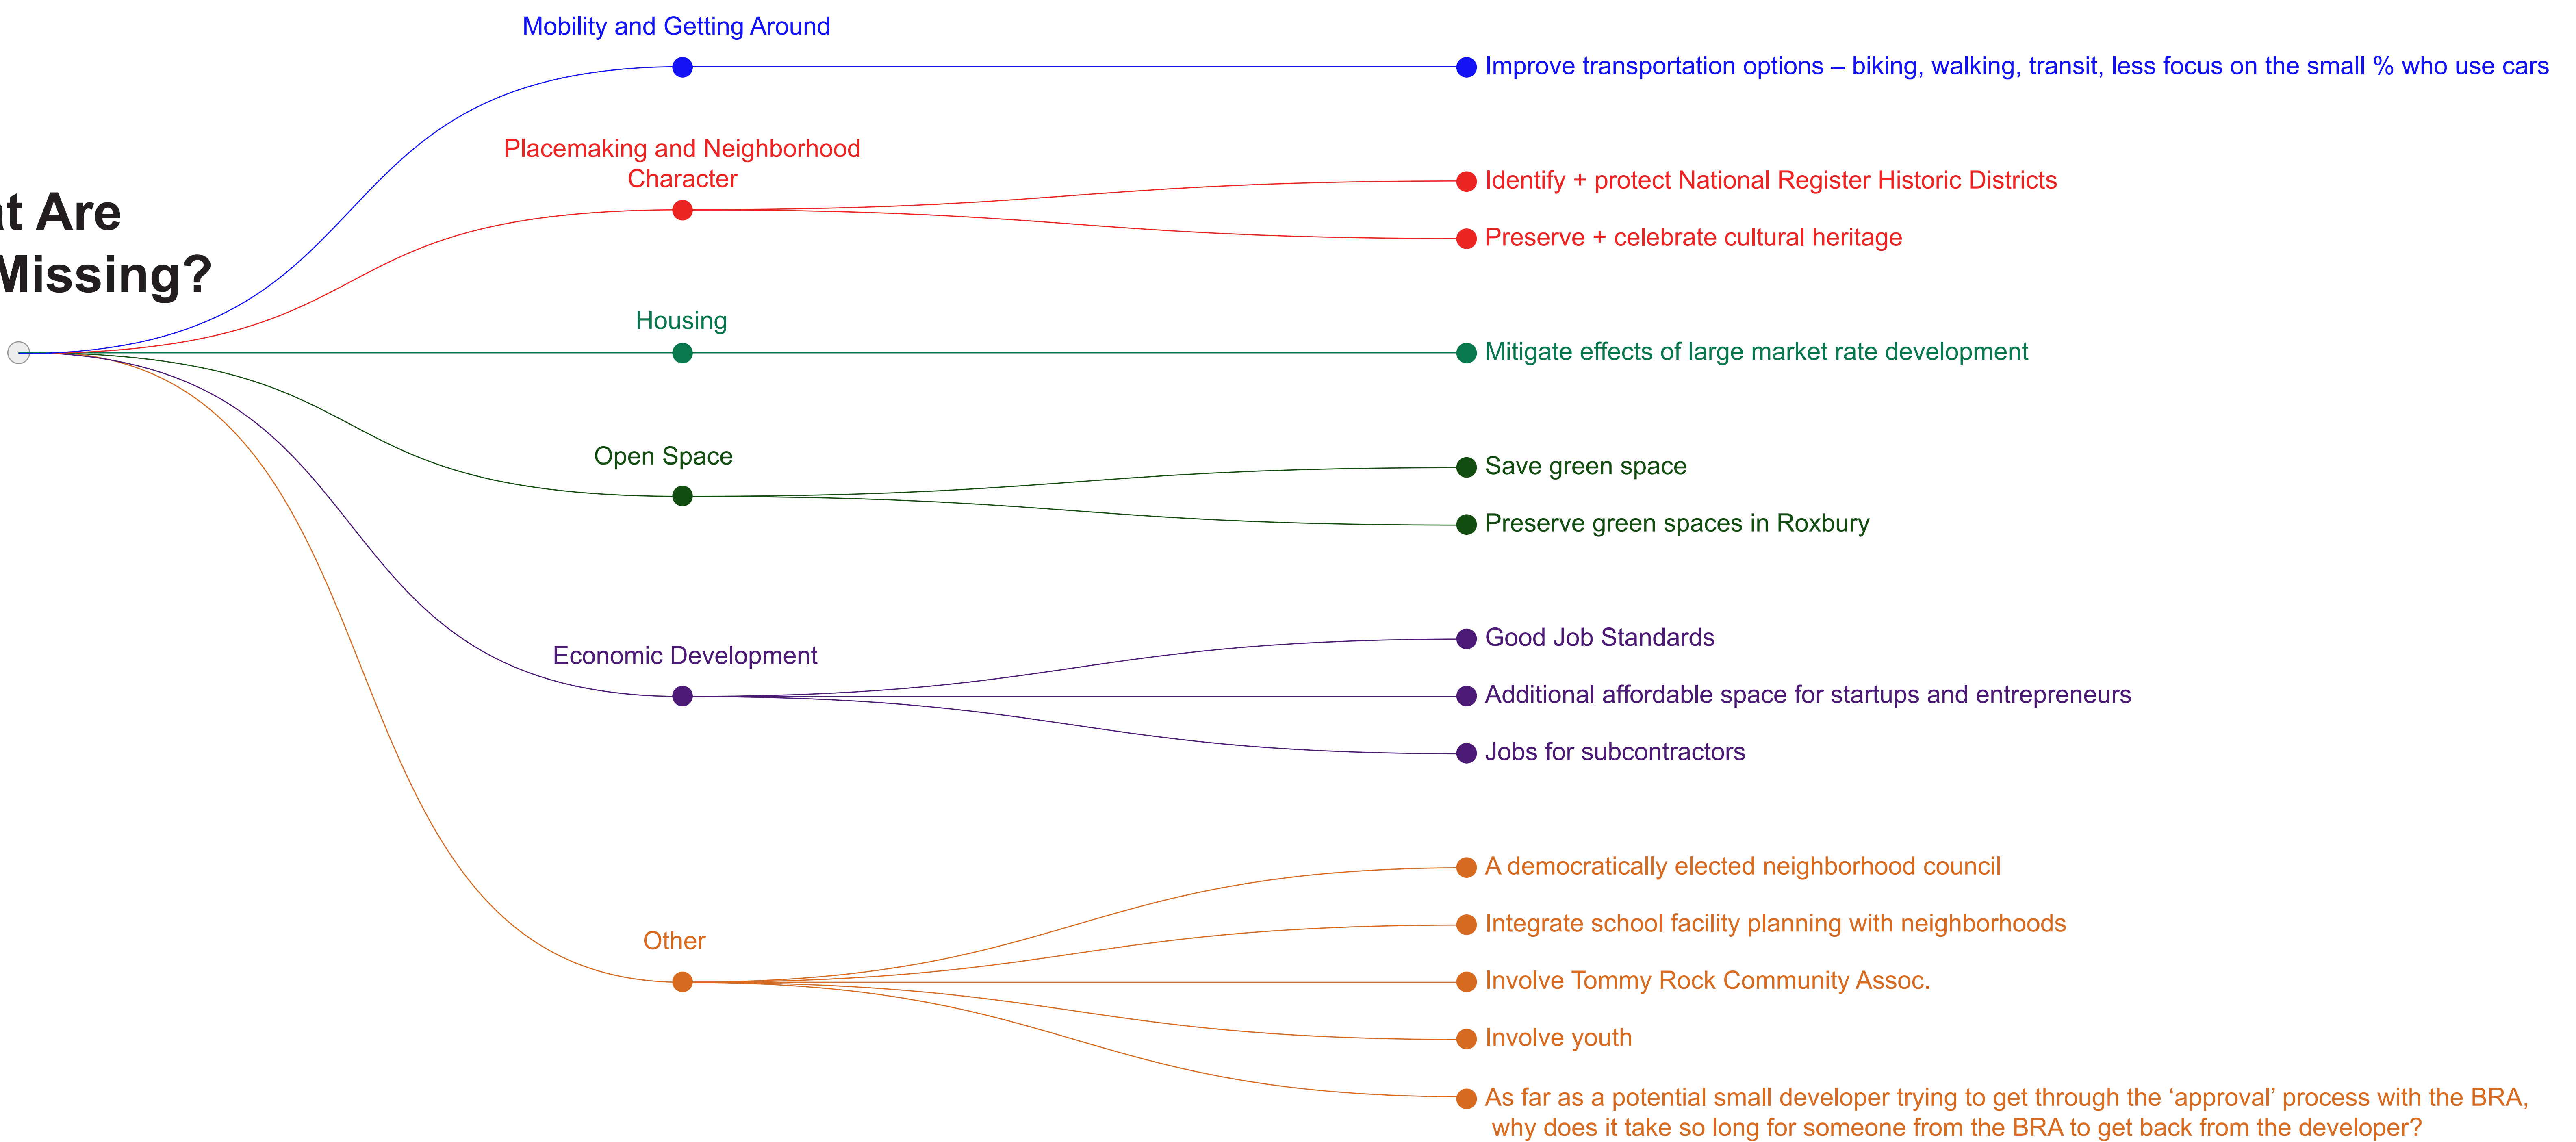 Mobility and Getting Around
Improve transportation options – biking, walking, transit, less focus on the small % who use cars
Placemaking and Neighborhood
Character
Identify + protect National Register Historic Districts
Preserve + celebrate cultural heritage
Are
Missing?
Housing
Mitigate effects of large market rate development
Open Space
Save green space
Preserve green spaces in Roxbury
Economic Development
Good Job Standards
Additional affordable space for startups and entrepreneurs
Jobs for subcontractors
Other
A democratically elected neighborhood council
Integrate school facility planning with neighborhoods
Involve Tommy Rock Community Assoc.
Involve youth
As far as a potential small developer trying to get through the ‘approval’ process with the BRA,
why does it take so long for someone from the BRA to get back from the developer?